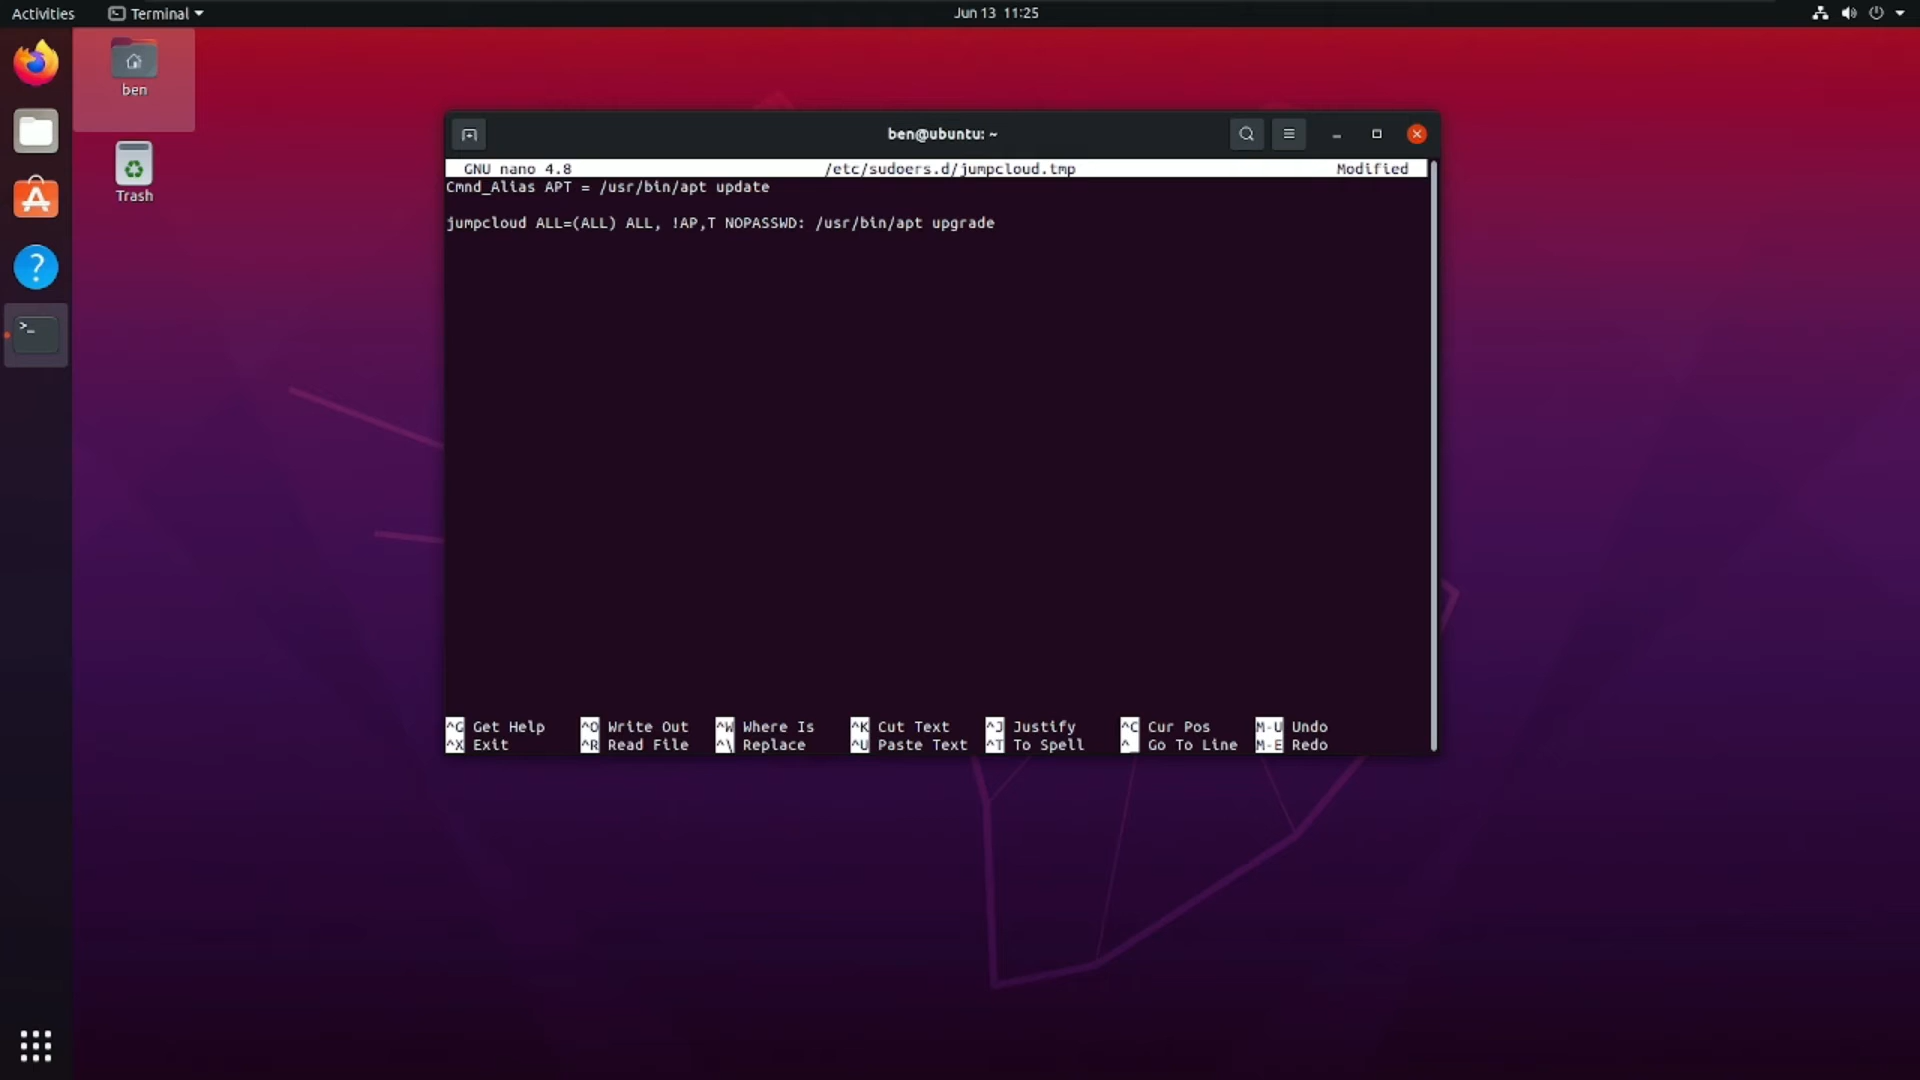 Activities
Terminal
Jun 13 11:25
ben
Trash
ben@ubuntu: ~
GNU nano 4.8 /etc/sudoers.d/jumpcloud.tmp Modified
Cmnd_Alias APT = /usr/bin/apt update
jumpcloud ALL=(ALL) ALL, !AP,T NOPASSWD: /usr/bin/apt upgrade
^G Get Help ^O Write Out ^W Where Is ^K Cut Text ^J Justify ^C Cur Pos M-U Undo
^X Exit ^R Read File ^\ Replace ^U Paste Text ^T To Spell ^_ Go To Line M-E Redo